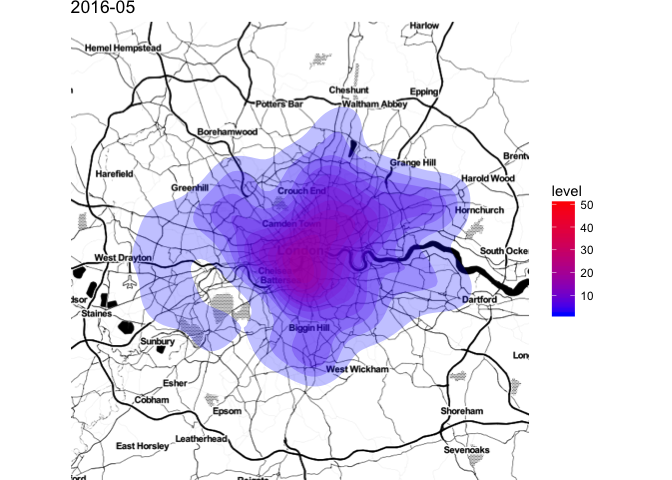 2016-05
Harlow
Hemel Hempstead
Cheshunt
Epping
Potters Bar
Waltham Abbey
Borehamwood
Brentw
Grange Hill
Harefield
Harold Wood
Greenhill
Crouch End
level
Hornchurch
50
Camden Town
40
London
South Ocke
West Drayton
30
Chelsea
Battersea
20
dsor
Dartford
10
Staines
Biggin Hill
Sunbury
Lon
West Wickham
Esher
Cobham
Epsom
Shoreham
Leatherhead
East Horsley
Sevenoaks